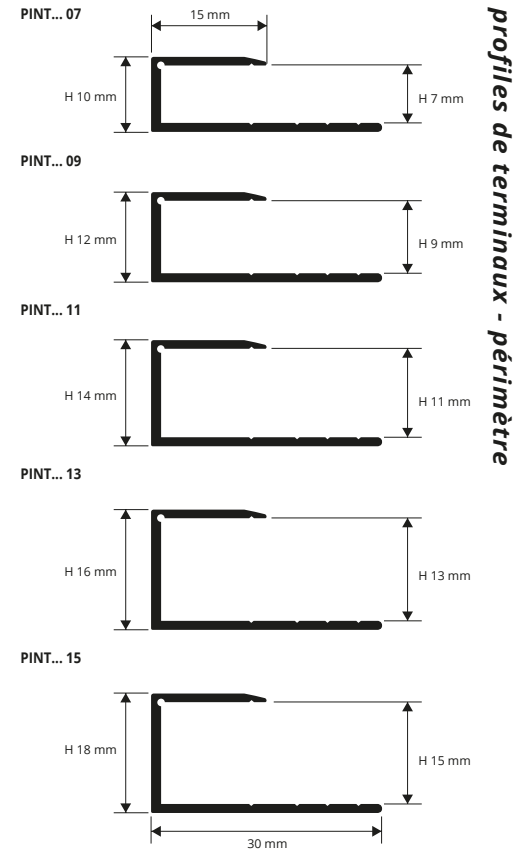 PINT... 07
15 mm
H 10 mm
H 7 mm
PINT... 09
H 12 mm
H 9 mm
PINT... 11
H 14 mm
H 11 mm
PINT... 13
H 16 mm
H 13 mm
PINT... 15
H 18 mm
H 15 mm
30 mm
profiles de terminaux - périmètre